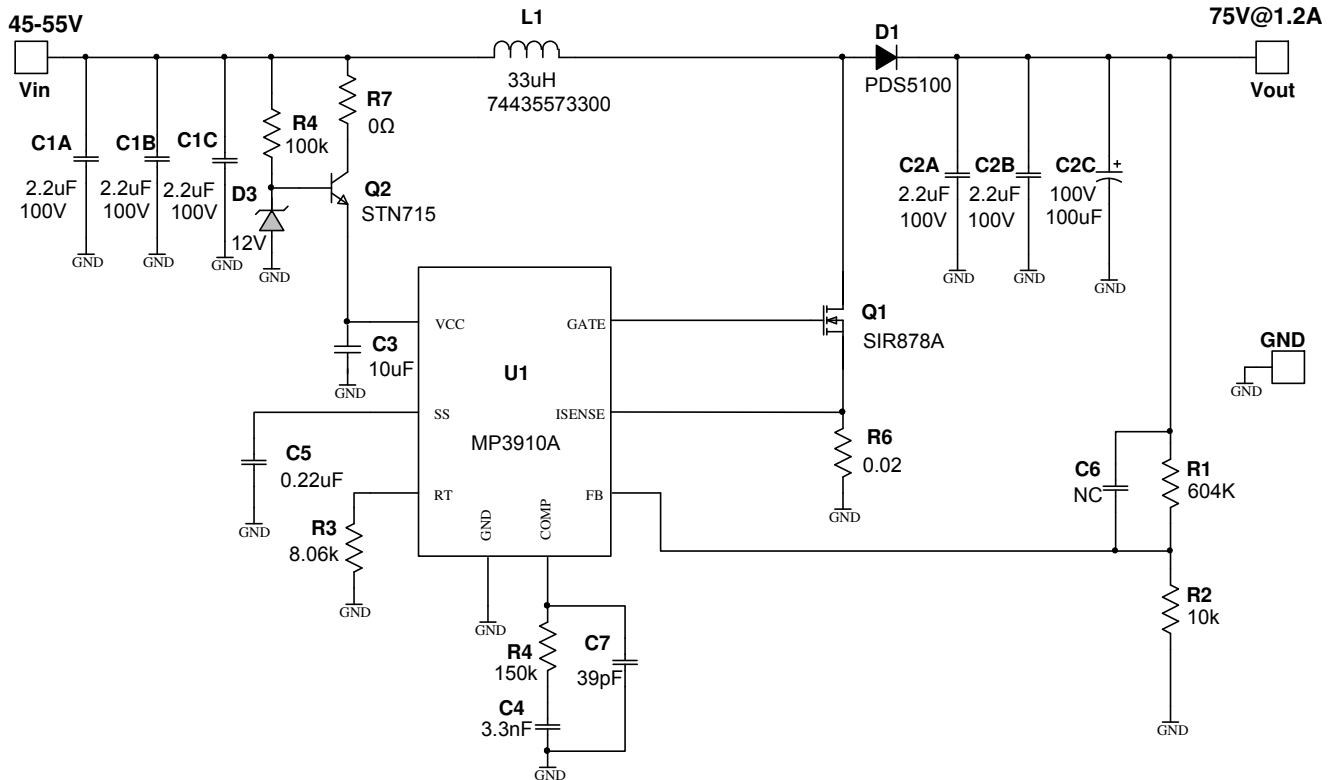 45-55V
L1
75V@1.2A
D1
Vin
33uH
74435573300
PDS5100
Vout
R7
0Ω
R4
100k
C1A
C1B
C1C
2.2uF
100V
2.2uF
100V
2.2uF
100V
D3
12V
Q2
STN715
C2A
C2B
C2C
2.2uF
100V
2.2uF
100V
+
100V
100uF
GND
GND
GND
GND
GND
GND
GND
VCC
GATE
Q1
SIR878A
C3
10uF
GND
U1
MP3910A
GND
GND
SS
ISENSE
C5
0.22uF
GND
R6
0.02
GND
RT
FB
GND
COMP
R3
8.06k
GND
GND
C6
NC
R1
604K
R2
10k
GND
R4
150k
C7
39pF
C4
3.3nF
GND